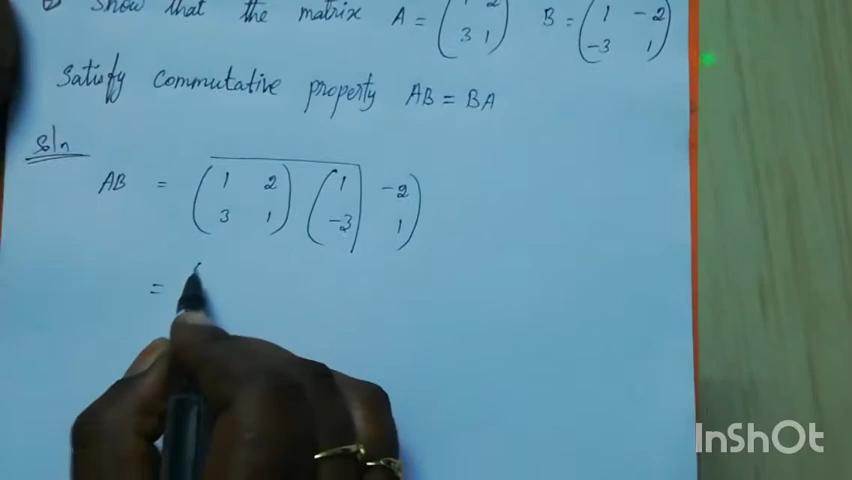 Show that the matrix A = ( 1 2 B = ( 1 -2
3 1 ) -3 1 )
Satisfy commutative property AB = BA
Soln
AB = ( 1 2 ) ( 1 -2 )
3 1 -3 1
= (
InShOt